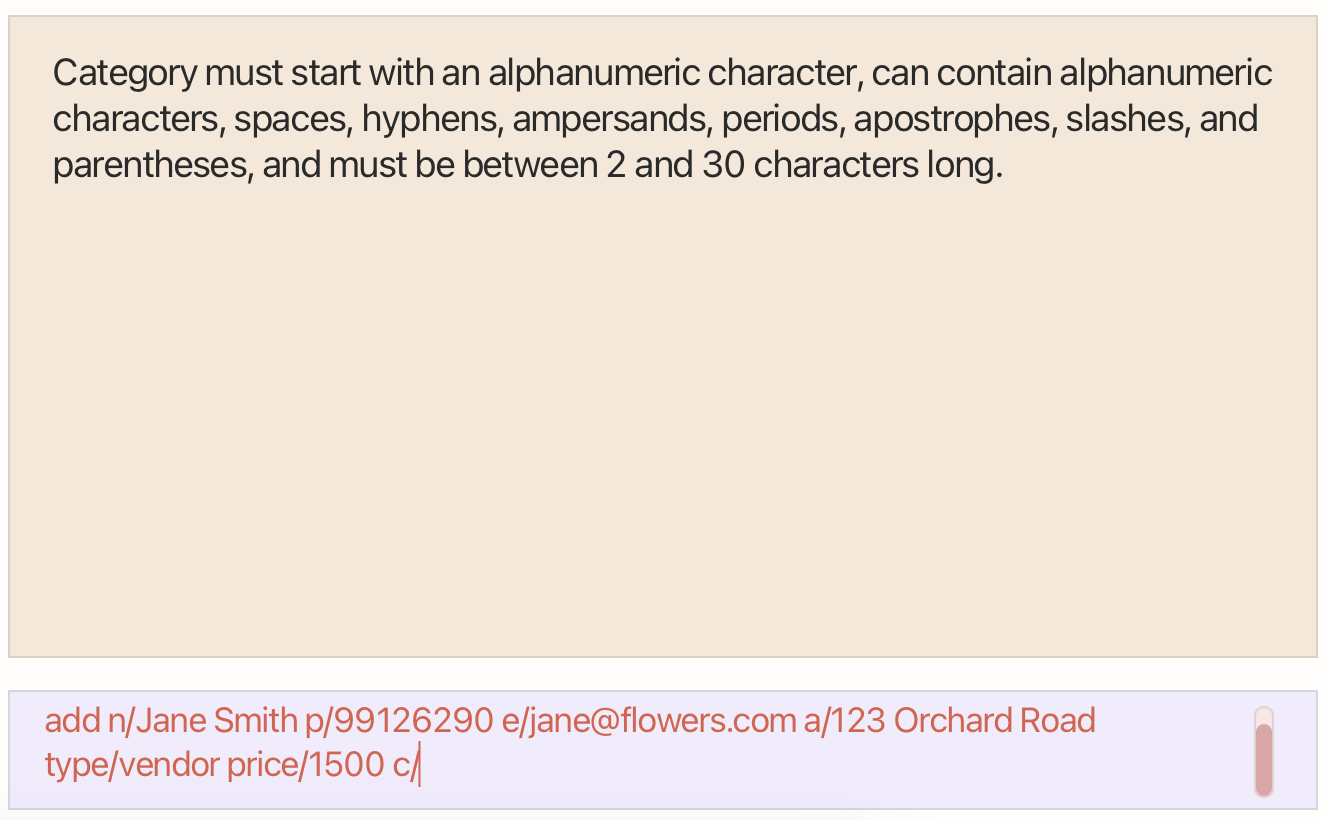 Category must start with an alphanumeric character, can contain alphanumeric
characters, spaces, hyphens, ampersands, periods, apostrophes, slashes, and
parentheses, and must be between 2 and 30 characters long.
add n/Jane Smith p/99126290 e/jane@flowers.com a/123 Orchard Road
type/vendor price/1500 c/